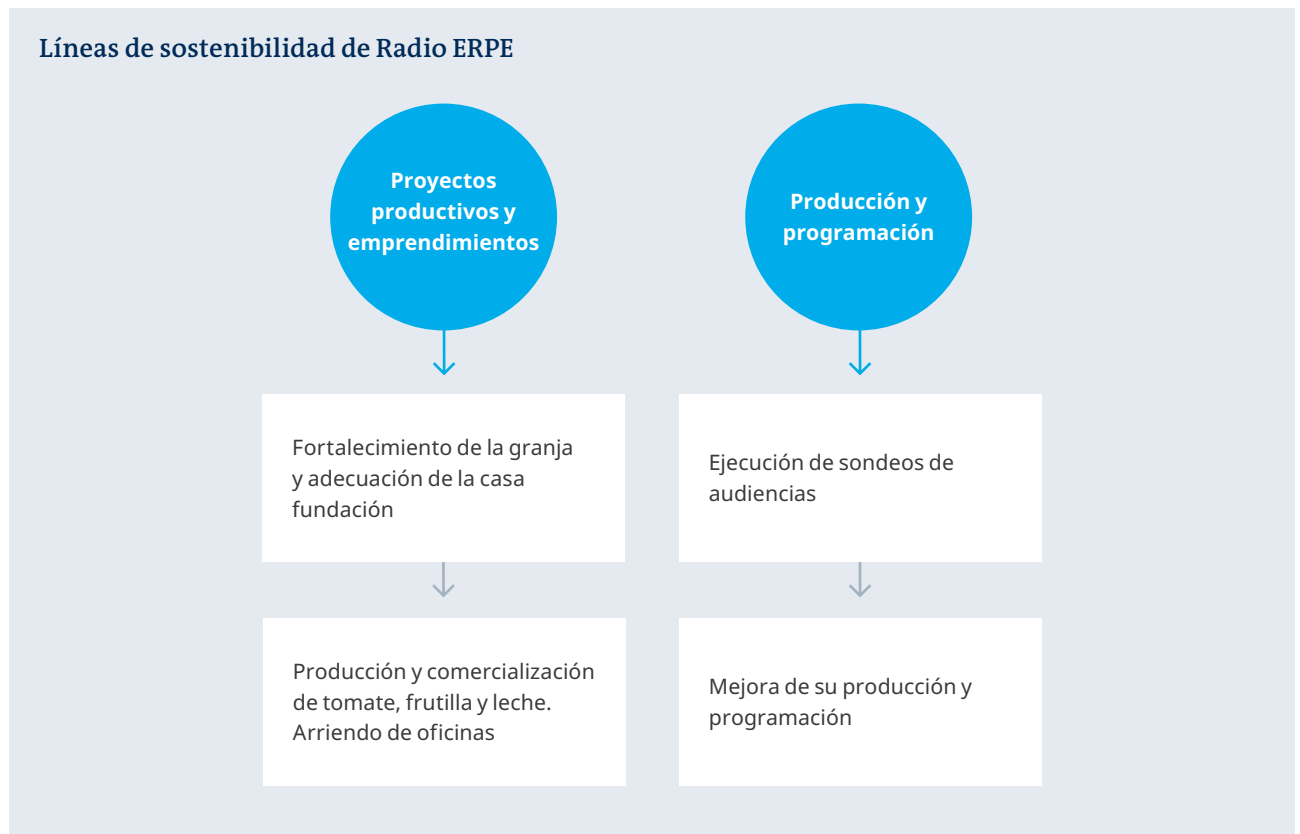 Líneas de sostenibilidad de Radio ERPE
Proyectos
productivos y
emprendimientos
Fortalecimiento de la granja
y adecuación de la casa
fundación
Producción y comercialización
de tomate, frutilla y leche.
Arriendo de oficinas
Producción y
programación
Ejecución de sondeos de
audiencias
Mejora de su producción y
programación